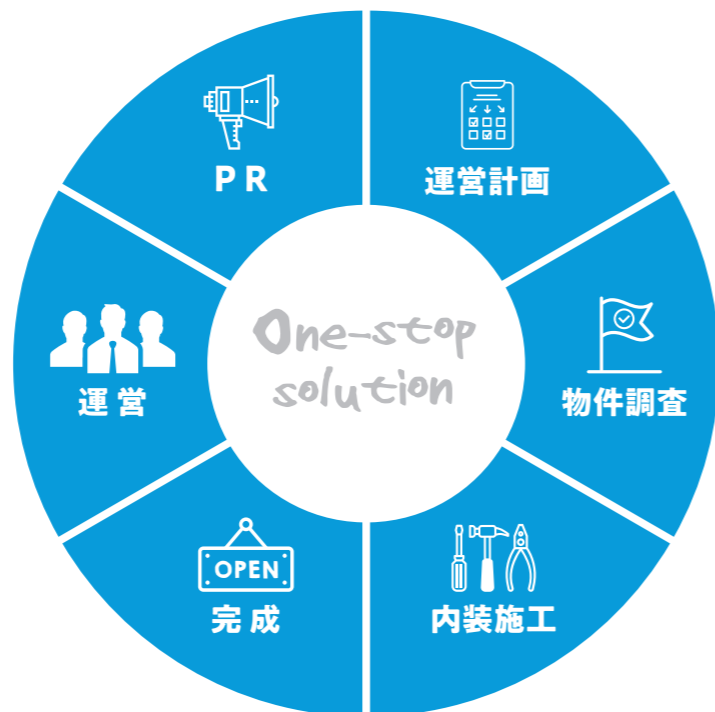 PR
運営計画
物件調査
内装施工
OPEN
完成
運営
One-stop
solution